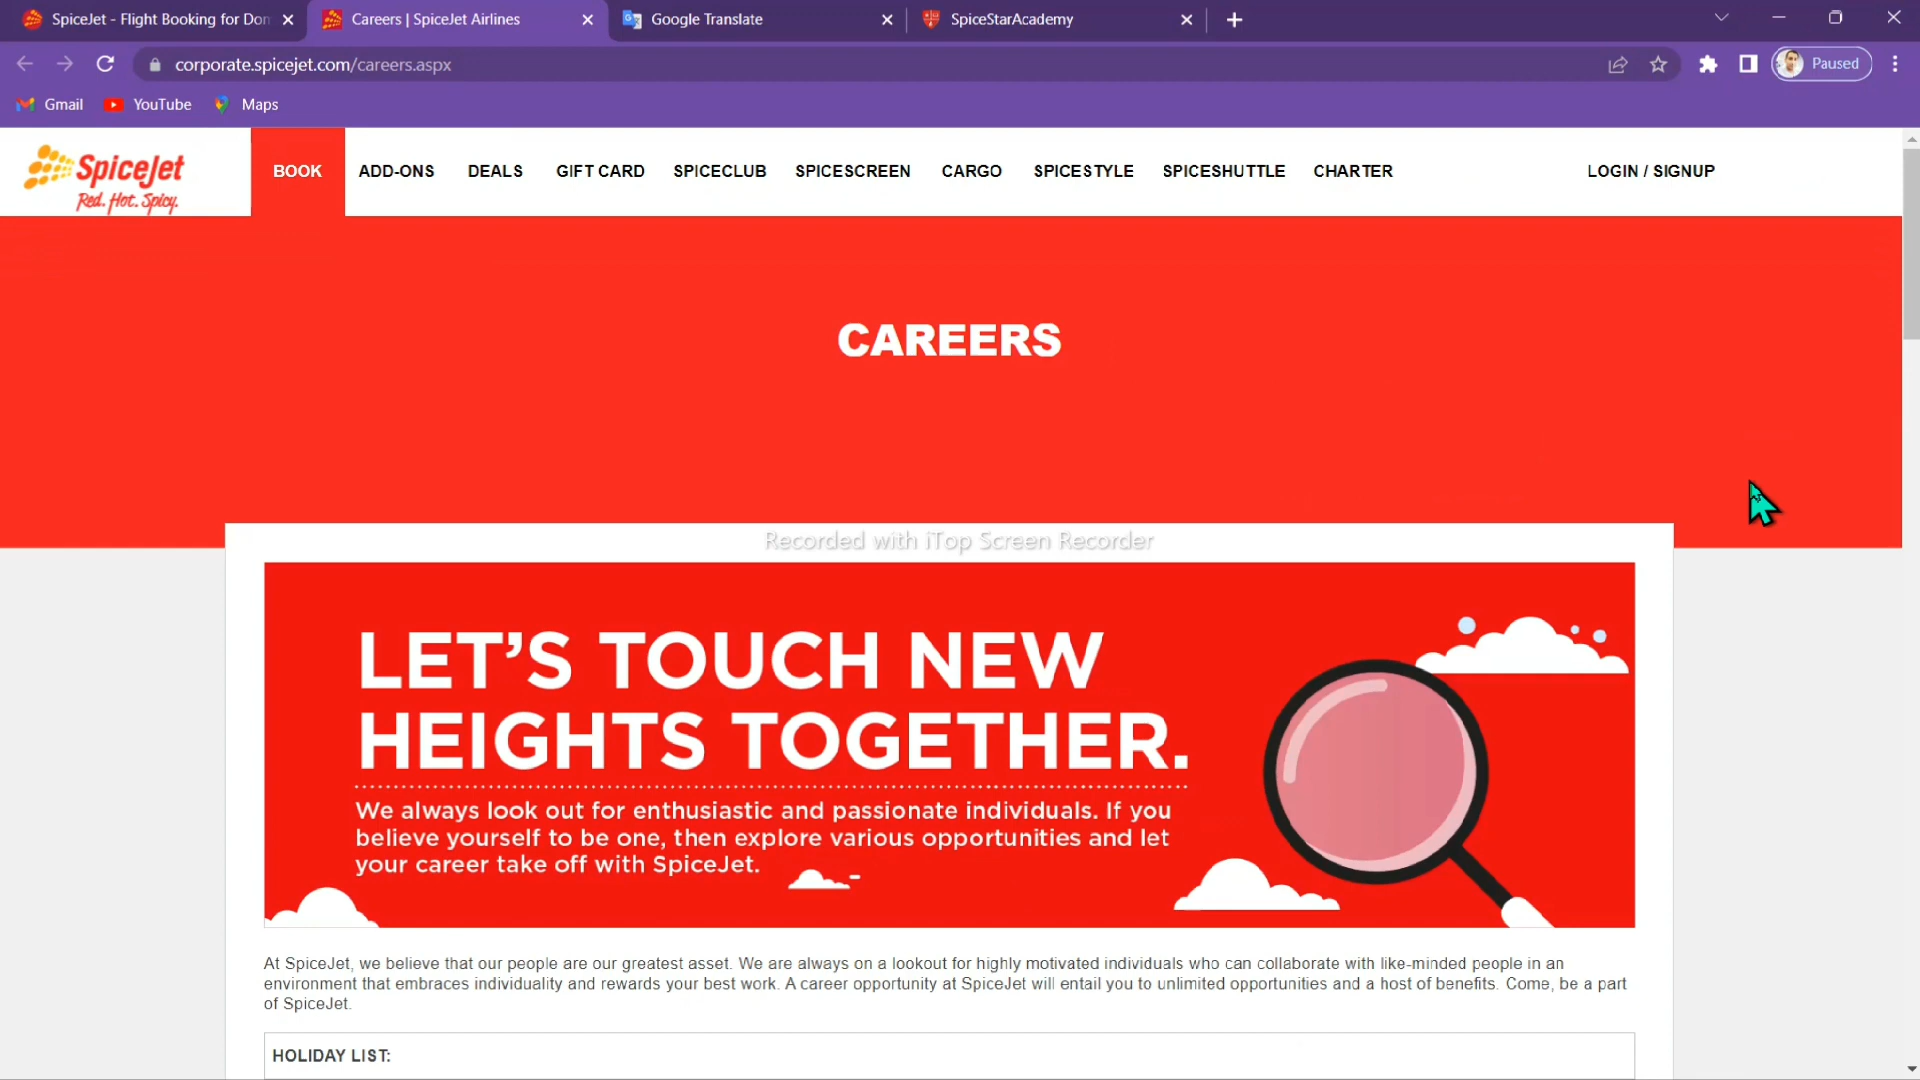 SpiceJet - Flight Booking for Don
Careers | SpiceJet Airlines
Google Translate
SpiceStarAcademy
corporate.spicejet.com/careers.aspx
Paused
Gmail
YouTube
Maps
SpiceJet
Red. Hot. Spicy.
BOOK
ADD-ONS
DEALS
GIFT CARD
SPICECLUB
SPICESCREEN
CARGO
SPICESTYLE
SPICESHUTTLE
CHARTER
LOGIN / SIGNUP
CAREERS
Recorded with iTop Screen Recorder
LET'S TOUCH NEW
HEIGHTS TOGETHER.
We always look out for enthusiastic and passionate individuals. If you
believe yourself to be one, then explore various opportunities and let
your career take off with SpiceJet.
At SpiceJet, we believe that our people are our greatest asset. We are always on a lookout for highly motivated individuals who can collaborate with like-minded people in an
environment that embraces individuality and rewards your best work. A career opportunity at SpiceJet will entail you to unlimited opportunities and a host of benefits. Come, be a part
of SpiceJet.
HOLIDAY LIST: